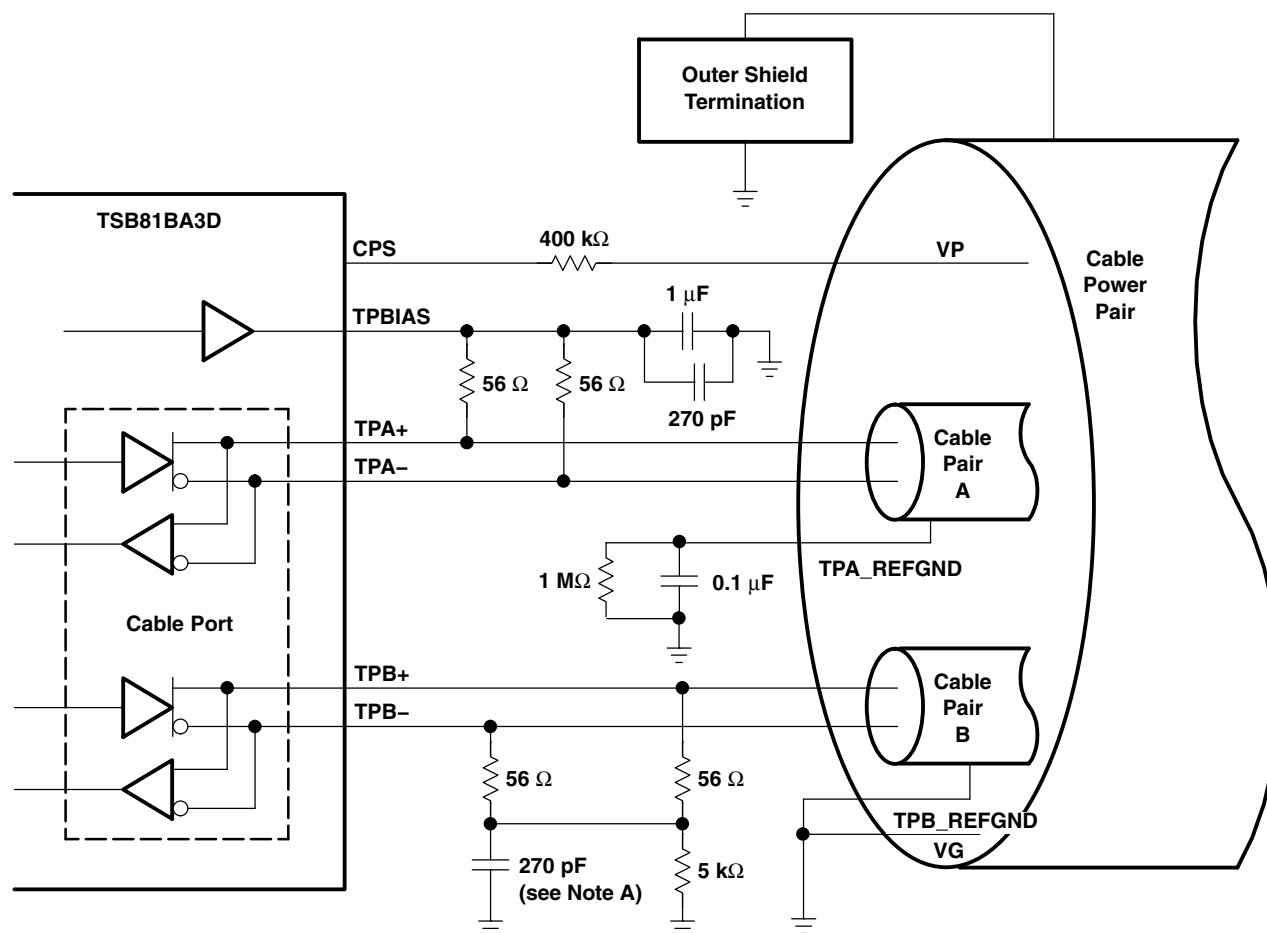 Outer Shield
Termination
TSB81BA3D
CPS
400 kΩ
VP
Cable
Power
Pair
TPBIAS
1 μF
56 Ω
56 Ω
270 pF
TPA+
TPA−
Cable
Pair
A
1 MΩ
0.1 μF
TPA_REFGND
Cable Port
TPB+
TPB−
Cable
Pair
B
56 Ω
56 Ω
TPB_REFGND
VG
270 pF
(see Note A)
5 kΩ